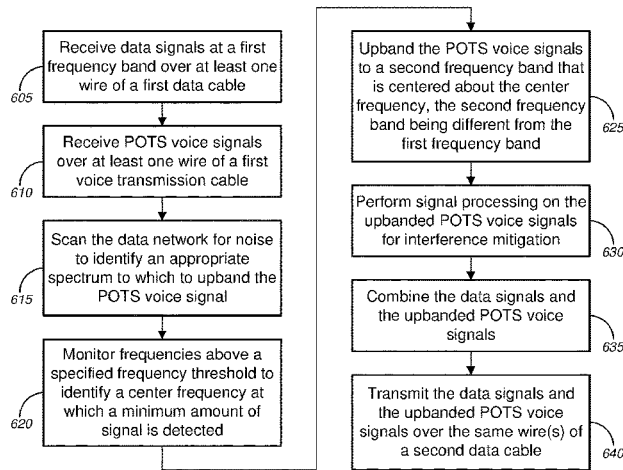 Receive data signals at a first
frequency band over at least one
wire of a first data cable
605
Receive POTS voice signals
over at least one wire of a first
voice transmission cable
610
Scan the data network for noise
to identify an appropriate
spectrum to which to upband the
POTS voice signal
615
Monitor frequencies above a
specified frequency threshold to
identify a center frequency at
which a minimum amount of
signal is detected
620
Upband the POTS voice signals
to a second frequency band that
is centered about the center
frequency, the second frequency
band being different from the
first frequency band
625
Perform signal processing on the
upbanded POTS voice signals
for interference mitigation
630
Combine the data signals and
the upbanded POTS voice
signals
635
Transmit the data signals and
the upbanded POTS voice
signals over the same wire(s) of
a second data cable
640